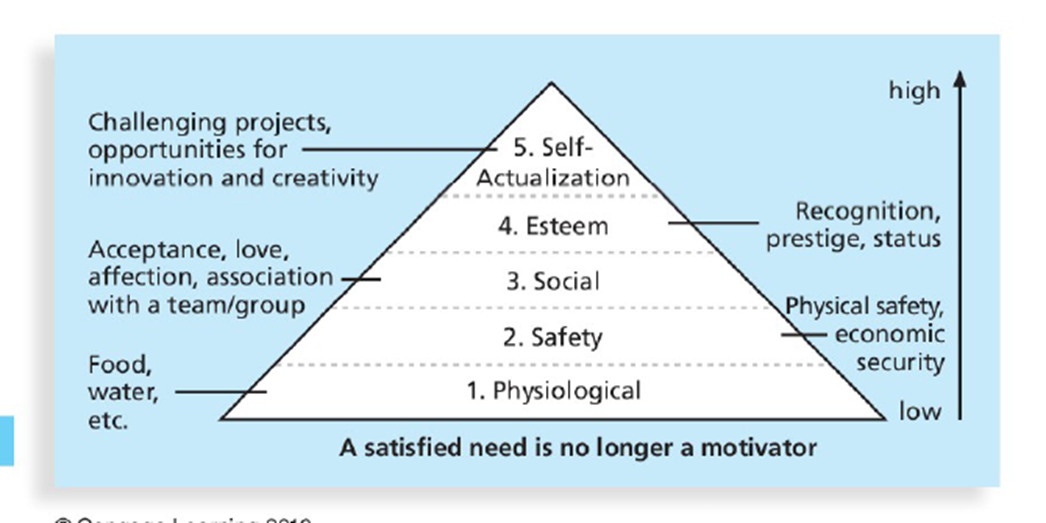 high
Challenging projects,
opportunities for
innovation and creativity
5. Self-
Actualization
Recognition,
prestige, status
4. Esteem
Acceptance, love,
affection, association
with a team/group
3. Social
Physical safety,
economic
security
2. Safety
Food,
water,
etc.
1. Physiological
low
A satisfied need is no longer a motivator